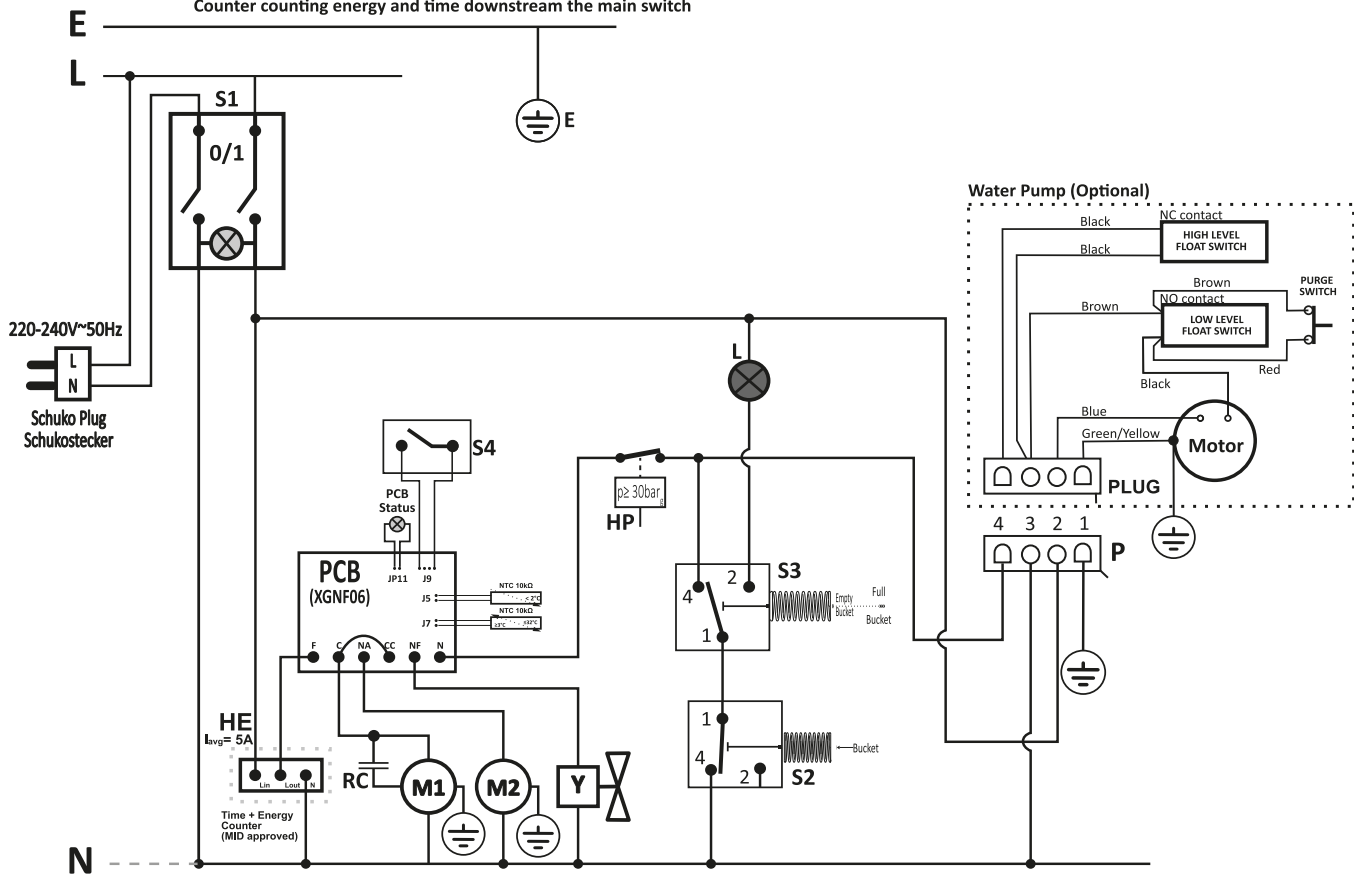 Counter counting energy and time downstream the main switch
E
L
S1
0/1
E
Water Pump (Optional)
Black
NC contact
HIGH LEVEL
FLOAT SWITCH
Black
Brown
PURGE
SWITCH
NO contact
Brown
LOW LEVEL
FLOAT SWITCH
Red
Black
Blue
Green/Yellow
Motor
PLUG
4 3 2 1
P
220-240V~50Hz
L
N
Schuko Plug
Schukostecker
L
S4
PCB
Status
p≥ 30bar
HP
PCB
(XGNF06)
JP11 J9
J5
J7
NTC 10kΩ
< 2°C
NTC 10kΩ
F C NA CC NF N
S3
2
4
1
Empty
Bucket
Full
Bucket
1
4
2
S2
Bucket
HE
Iavg= 5A
Lin Lout N
Time + Energy
Counter
(MID approved)
RC
M1
M2
Y
N